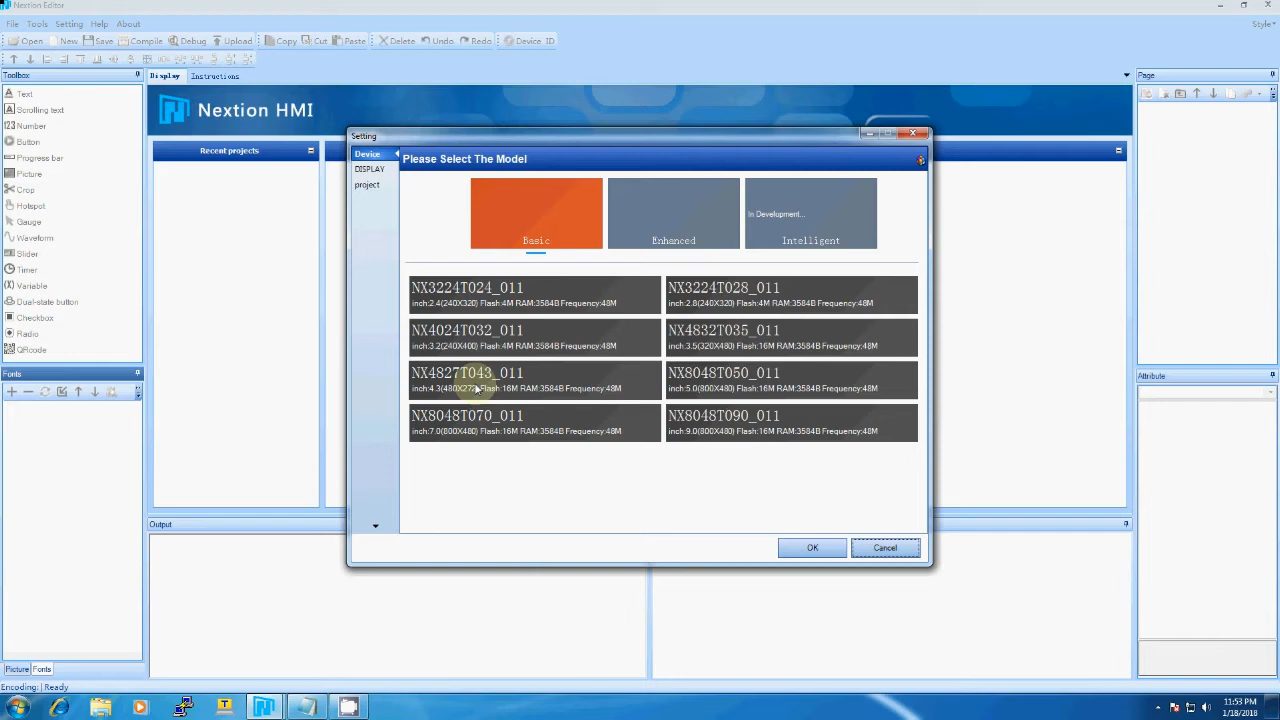 Nextion Editor
File Tools Setting Help About
Style
Open New Save Compile Debug Upload Copy Cut Paste Delete Undo Redo Device ID
Toolbox
Text
Scrolling text
Number
Button
Progress bar
Picture
Crop
Hotspot
Gauge
Waveform
Slider
Timer
Variable
Dual-state button
Checkbox
Radio
QRcode
Fonts
Picture Fonts
Display Instructions
Nextion HMI
Recent projects
Setting
Device
DISPLAY
project
Please Select The Model
Basic
Enhanced
In Development...
Intelligent
NX3224T024_011
inch:2.4(240X320) Flash:4M RAM:3584B Frequency:48M
NX3224T028_011
inch:2.8(240X320) Flash:4M RAM:3584B Frequency:48M
NX4024T032_011
inch:3.2(240X400) Flash:4M RAM:3584B Frequency:48M
NX4832T035_011
inch:3.5(320X480) Flash:16M RAM:3584B Frequency:48M
NX4827T043_011
inch:4.3(480X272) Flash:16M RAM:3584B Frequency:48M
NX8048T050_011
inch:5.0(800X480) Flash:16M RAM:3584B Frequency:48M
NX8048T070_011
inch:7.0(800X480) Flash:16M RAM:3584B Frequency:48M
NX8048T090_011
inch:9.0(800X480) Flash:16M RAM:3584B Frequency:48M
OK
Cancel
Output
Page
Attribute
Encoding: Ready
11:53 PM
1/18/2018